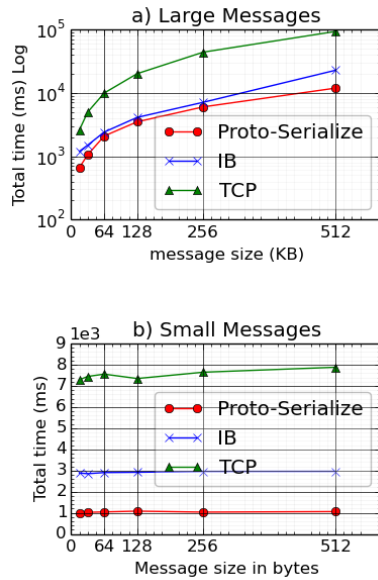 a) Large Messages
Total time (ms) Log
10^5
10^4
10^3
10^2
Proto-Serialize
IB
TCP
0 64 128 256 512
message size (KB)
b) Small Messages
1e3
Total time (ms)
9
8
7
6
5
4
3
2
1
0
Proto-Serialize
IB
TCP
0 64 128 256 512
Message size in bytes